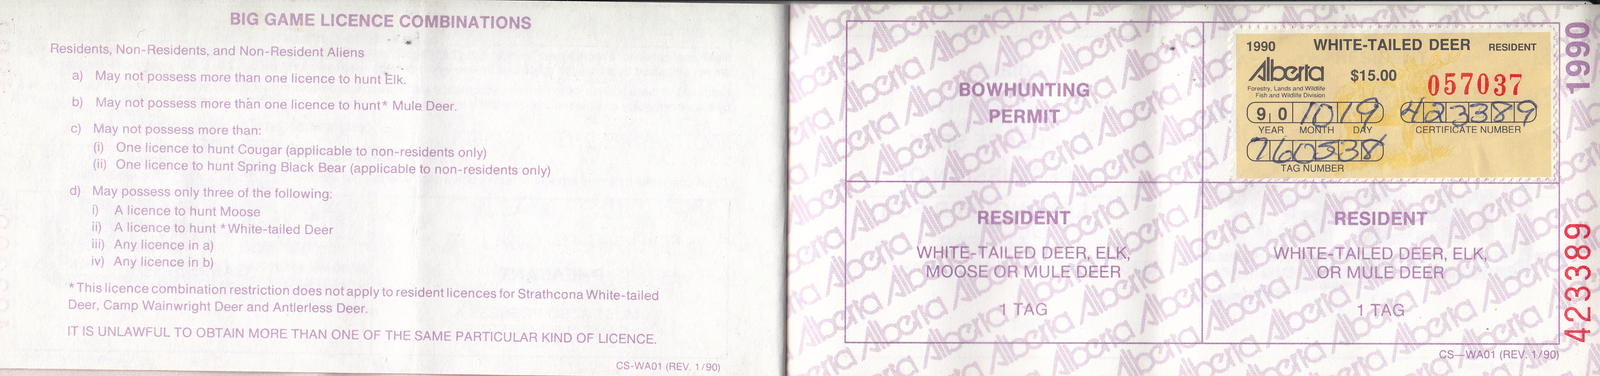 BIG GAME LICENCE COMBINATIONS
Residents, Non-Residents, and Non-Resident Aliens
a) May not possess more than one licence to hunt Elk.
b) May not possess more than one licence to hunt* Mule Deer.
c) May not possess more than:
(i) One licence to hunt Cougar (applicable to non-residents only)
(ii) One licence to hunt Spring Black Bear (applicable to non-residents only)
d) May possess only three of the following:
i) A licence to hunt Moose
ii) A licence to hunt *White-tailed Deer
iii) Any licence in a)
iv) Any licence in b)
* This licence combination restriction does not apply to resident licences for Strathcona White-tailed
Deer, Camp Wainwright Deer and Antlerless Deer.
IT IS UNLAWFUL TO OBTAIN MORE THAN ONE OF THE SAME PARTICULAR KIND OF LICENCE.
CS-WA01 (REV. 1/90)
BOWHUNTING
PERMIT
1990 WHITE-TAILED DEER RESIDENT
Alberta $15.00 057037
Forestry, Lands and Wildlife
Fish and Wildlife Division
90 10 19 423389
YEAR MONTH DAY CERTIFICATE NUMBER
760538
TAG NUMBER
RESIDENT
WHITE-TAILED DEER, ELK,
MOOSE OR MULE DEER
1 TAG
RESIDENT
WHITE-TAILED DEER, ELK,
OR MULE DEER
1 TAG
CS—WA01 (REV. 1/90)
1990
423389